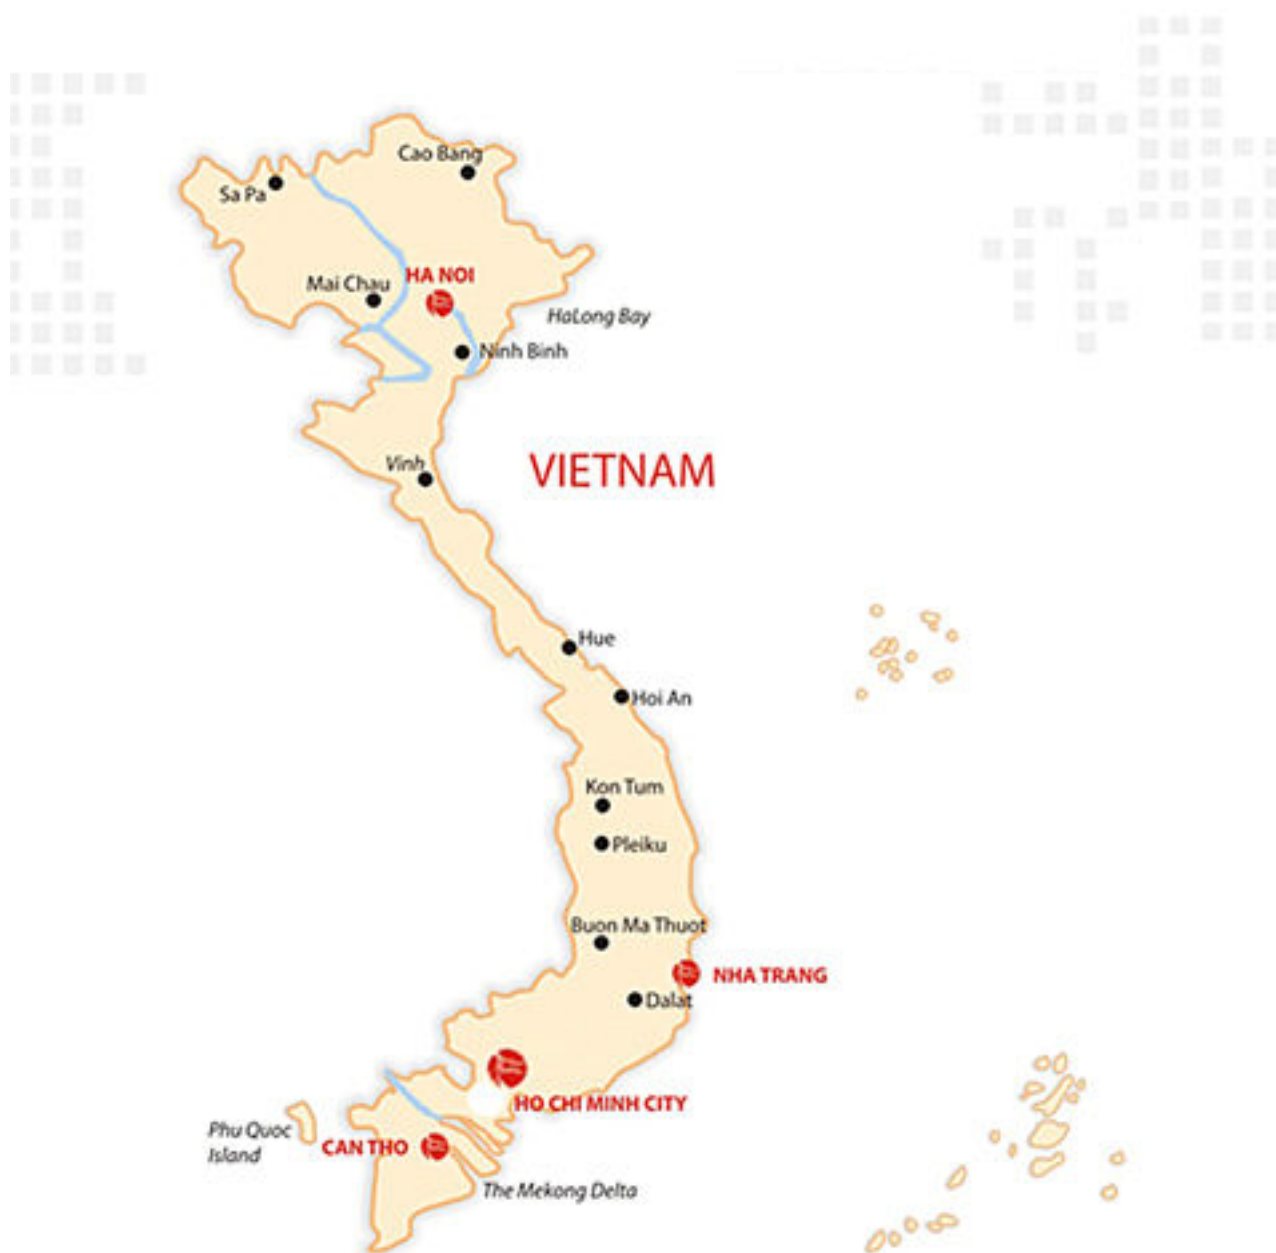 Cao Bang
Sa Pa
HA NOI
Mai Chau
HaLong Bay
Ninh Binh
Vinh
VIETNAM
Hue
Hoi An
Kon Tum
Pleiku
Buon Ma Thuot
NHA TRANG
Dalat
HO CHI MINH CITY
Phu Quoc
Island
CAN THO
The Mekong Delta